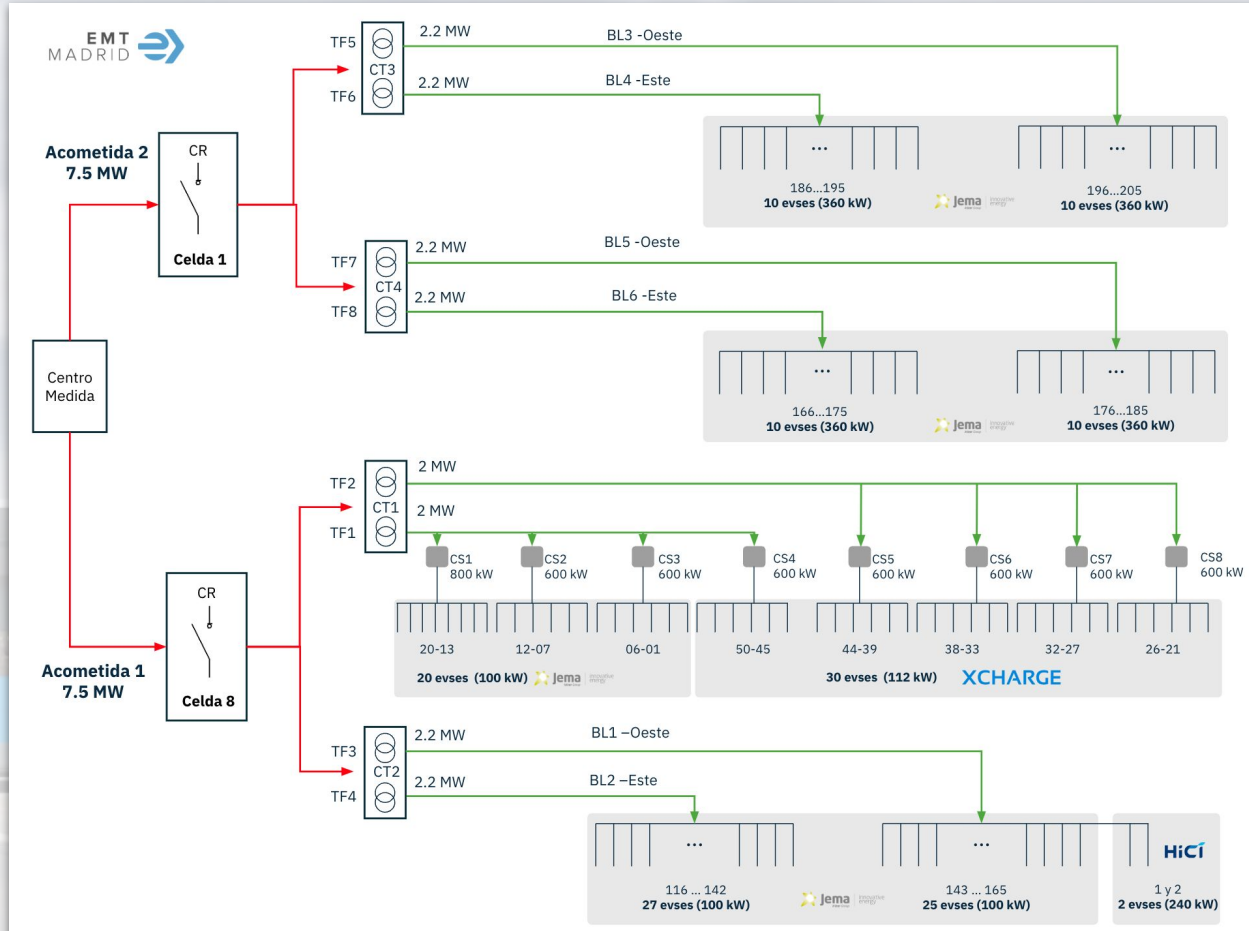 EMT
MADRID
Acometida 2
7.5 MW
CR
Celda 1
TF5
CT3
TF6
2.2 MW
BL3 -Oeste
2.2 MW
BL4 -Este
...
186...195
10 evses (360 kW)
Jema innovative
energy
...
196...205
10 evses (360 kW)
TF7
CT4
TF8
2.2 MW
BL5 -Oeste
2.2 MW
BL6 -Este
...
166...175
10 evses (360 kW)
Jema innovative
energy
...
176...185
10 evses (360 kW)
Centro
Medida
Acometida 1
7.5 MW
CR
Celda 8
TF2
CT1
TF1
2 MW
2 MW
CS1
800 kW
CS2
600 kW
CS3
600 kW
CS4
600 kW
CS5
600 kW
CS6
600 kW
CS7
600 kW
CS8
600 kW
20-13
12-07
06-01
50-45
44-39
38-33
32-27
26-21
20 evses (100 kW)
Jema innovative
energy
30 evses (112 kW)
XCHARGE
TF3
CT2
TF4
2.2 MW
BL1 –Oeste
2.2 MW
BL2 –Este
...
116 ... 142
27 evses (100 kW)
Jema innovative
energy
...
143 ... 165
25 evses (100 kW)
HiCi
1 y 2
2 evses (240 kW)